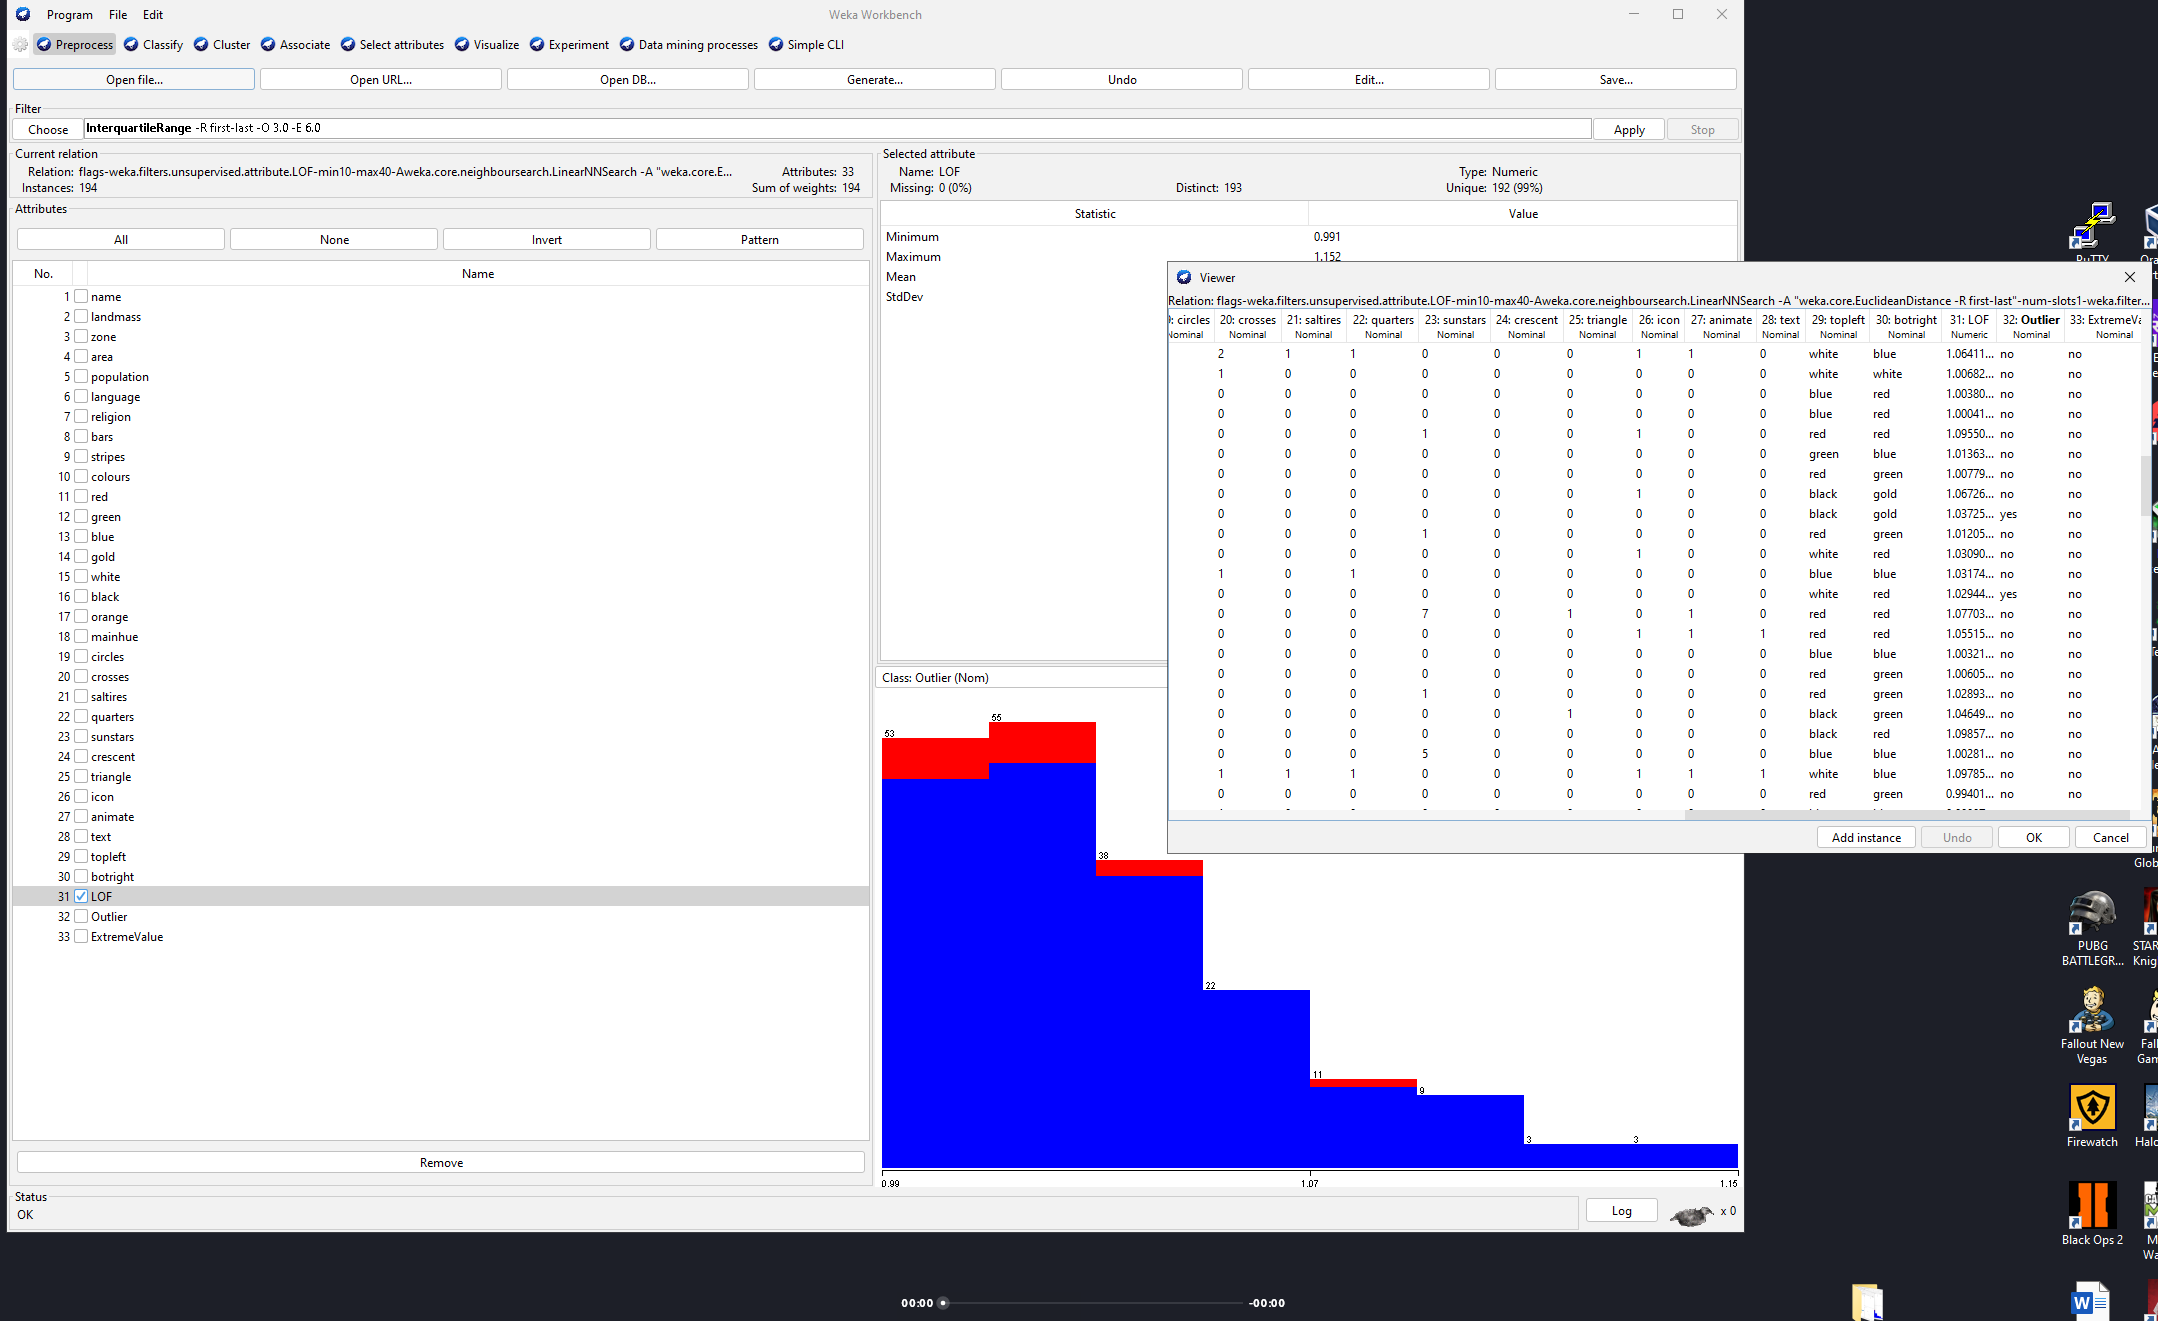 Program File Edit Weka Workbench
Preprocess Classify Cluster Associate Select attributes Visualize Experiment Data mining processes Simple CLI
Open file... Open URL... Open DB... Generate... Undo Edit... Save...
Filter
Choose InterquartileRange -R first-last -O 3.0 -E 6.0 Apply Stop
Current relation
Relation: flags-weka.filters.unsupervised.attribute.LOF-min10-max40-Aweka.core.neighboursearch.LinearNNSearch -A "weka.core.E... Attributes: 33
Instances: 194 Sum of weights: 194
Attributes
All None Invert Pattern
No. Name
1 name
2 landmass
3 zone
4 area
5 population
6 language
7 religion
8 bars
9 stripes
10 colours
11 red
12 green
13 blue
14 gold
15 white
16 black
17 orange
18 mainhue
19 circles
20 crosses
21 saltires
22 quarters
23 sunstars
24 crescent
25 triangle
26 icon
27 animate
28 text
29 topleft
30 botright
31 LOF
32 Outlier
33 ExtremeValue
Remove
Status
OK
Selected attribute
Name: LOF Type: Numeric
Missing: 0 (0%) Distinct: 193 Unique: 192 (99%)
Statistic Value
Minimum 0.991
Maximum 1.152
Mean
StdDev
Class: Outlier (Nom)
53
55
38
22
11
9
3
3
0.99 1.07 1.15
Log x 0
Viewer
Relation: flags-weka.filters.unsupervised.attribute.LOF-min10-max40-Aweka.core.neighboursearch.LinearNNSearch -A "weka.core.EuclideanDistance -R first-last"-num-slots1-weka.filter...
circles 20: crosses 21: saltires 22: quarters 23: sunstars 24: crescent 25: triangle 26: icon 27: animate 28: text 29: topleft 30: botright 31: LOF 32: Outlier 33: ExtremeVa
Nominal Nominal Nominal Nominal Nominal Nominal Nominal Nominal Nominal Nominal Nominal Nominal Numeric Nominal Nominal
2 1 1 0 0 0 1 1 0 white blue 1.06411... no no
1 0 0 0 0 0 0 0 0 white white 1.00682... no no
0 0 0 0 0 0 0 0 0 blue red 1.00380... no no
0 0 0 0 0 0 0 0 0 blue red 1.00041... no no
0 0 0 1 0 0 1 0 0 red red 1.09550... no no
0 0 0 0 0 0 0 0 0 green blue 1.01363... no no
0 0 0 0 0 0 0 0 0 red green 1.00779... no no
0 0 0 0 0 0 1 0 0 black gold 1.06726... no no
0 0 0 0 0 0 0 0 0 black gold 1.03725... yes no
0 0 0 1 0 0 0 0 0 red green 1.01205... no no
0 0 0 0 0 0 1 0 0 white red 1.03090... no no
1 0 1 0 0 0 0 0 0 blue blue 1.03174... no no
0 0 0 0 0 0 0 0 0 white red 1.02944... yes no
0 0 0 7 0 1 0 1 0 red red 1.07703... no no
0 0 0 0 0 0 1 1 1 red red 1.05515... no no
0 0 0 0 0 0 0 0 0 blue blue 1.00321... no no
0 0 0 0 0 0 0 0 0 red green 1.00605... no no
0 0 0 1 0 0 0 0 0 red green 1.02893... no no
0 0 0 0 0 1 0 0 0 black green 1.04649... no no
0 0 0 0 0 0 0 0 0 black red 1.09857... no no
0 0 0 5 0 0 0 0 0 blue blue 1.00281... no no
1 1 1 0 0 0 1 1 1 white blue 1.09785... no no
0 0 0 0 0 0 0 0 0 red green 0.99401... no no
Add instance Undo OK Cancel
PuTTY
Glob
PUBG
BATTLEGR...
STAR
Knig
Fallout New
Vegas
Fal
Gam
Firewatch
Halo
Black Ops 2
W
00:00 -00:00